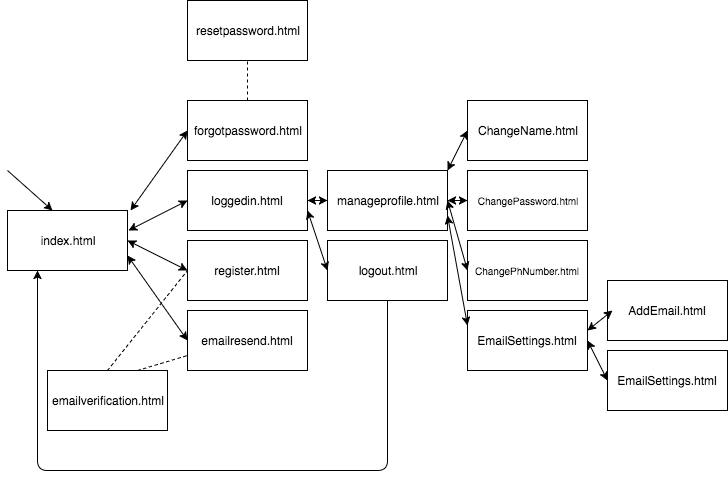 resetpassword.html
forgotpassword.html
ChangeName.html
loggedin.html
manageprofile.html
ChangePassword.html
index.html
register.html
logout.html
ChangePhNumber.html
AddEmail.html
emailresend.html
EmailSettings.html
EmailSettings.html
emailverification.html